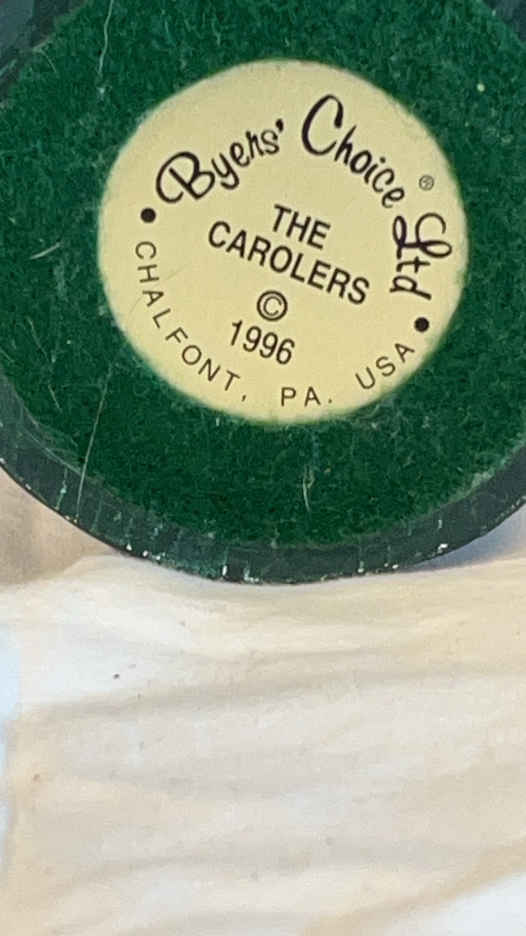 Byers' Choice Ltd ®
THE
CAROLERS
©
1996
• CHALFONT, PA. USA •